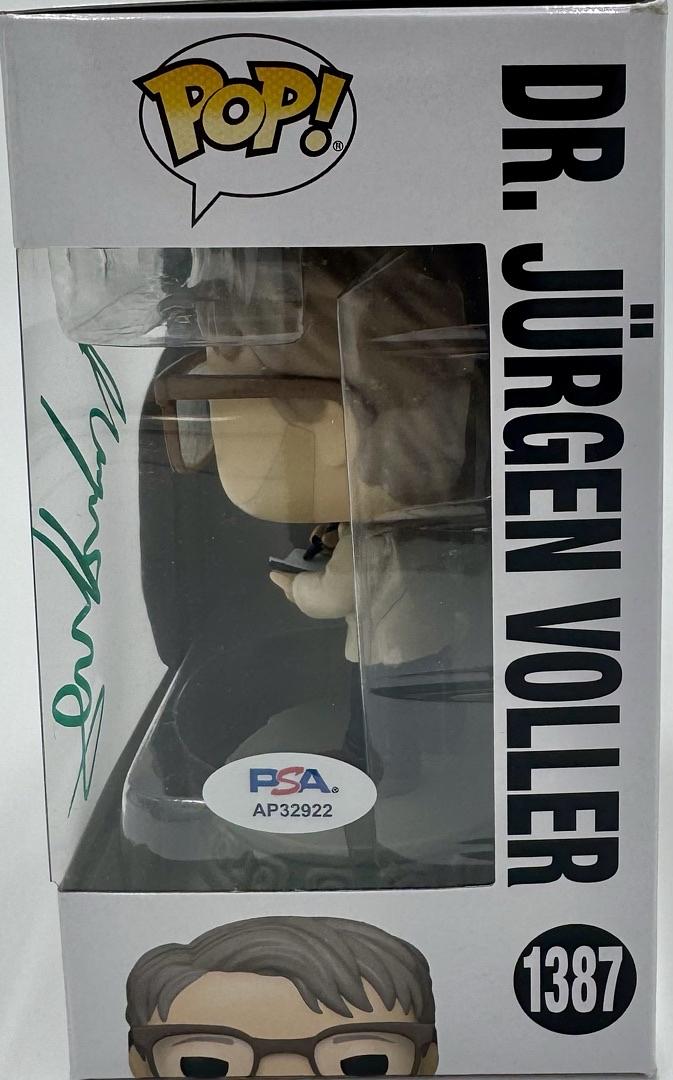 POP!®
DR. JÜRGEN VOLLER
PSA®
AP32922
1387